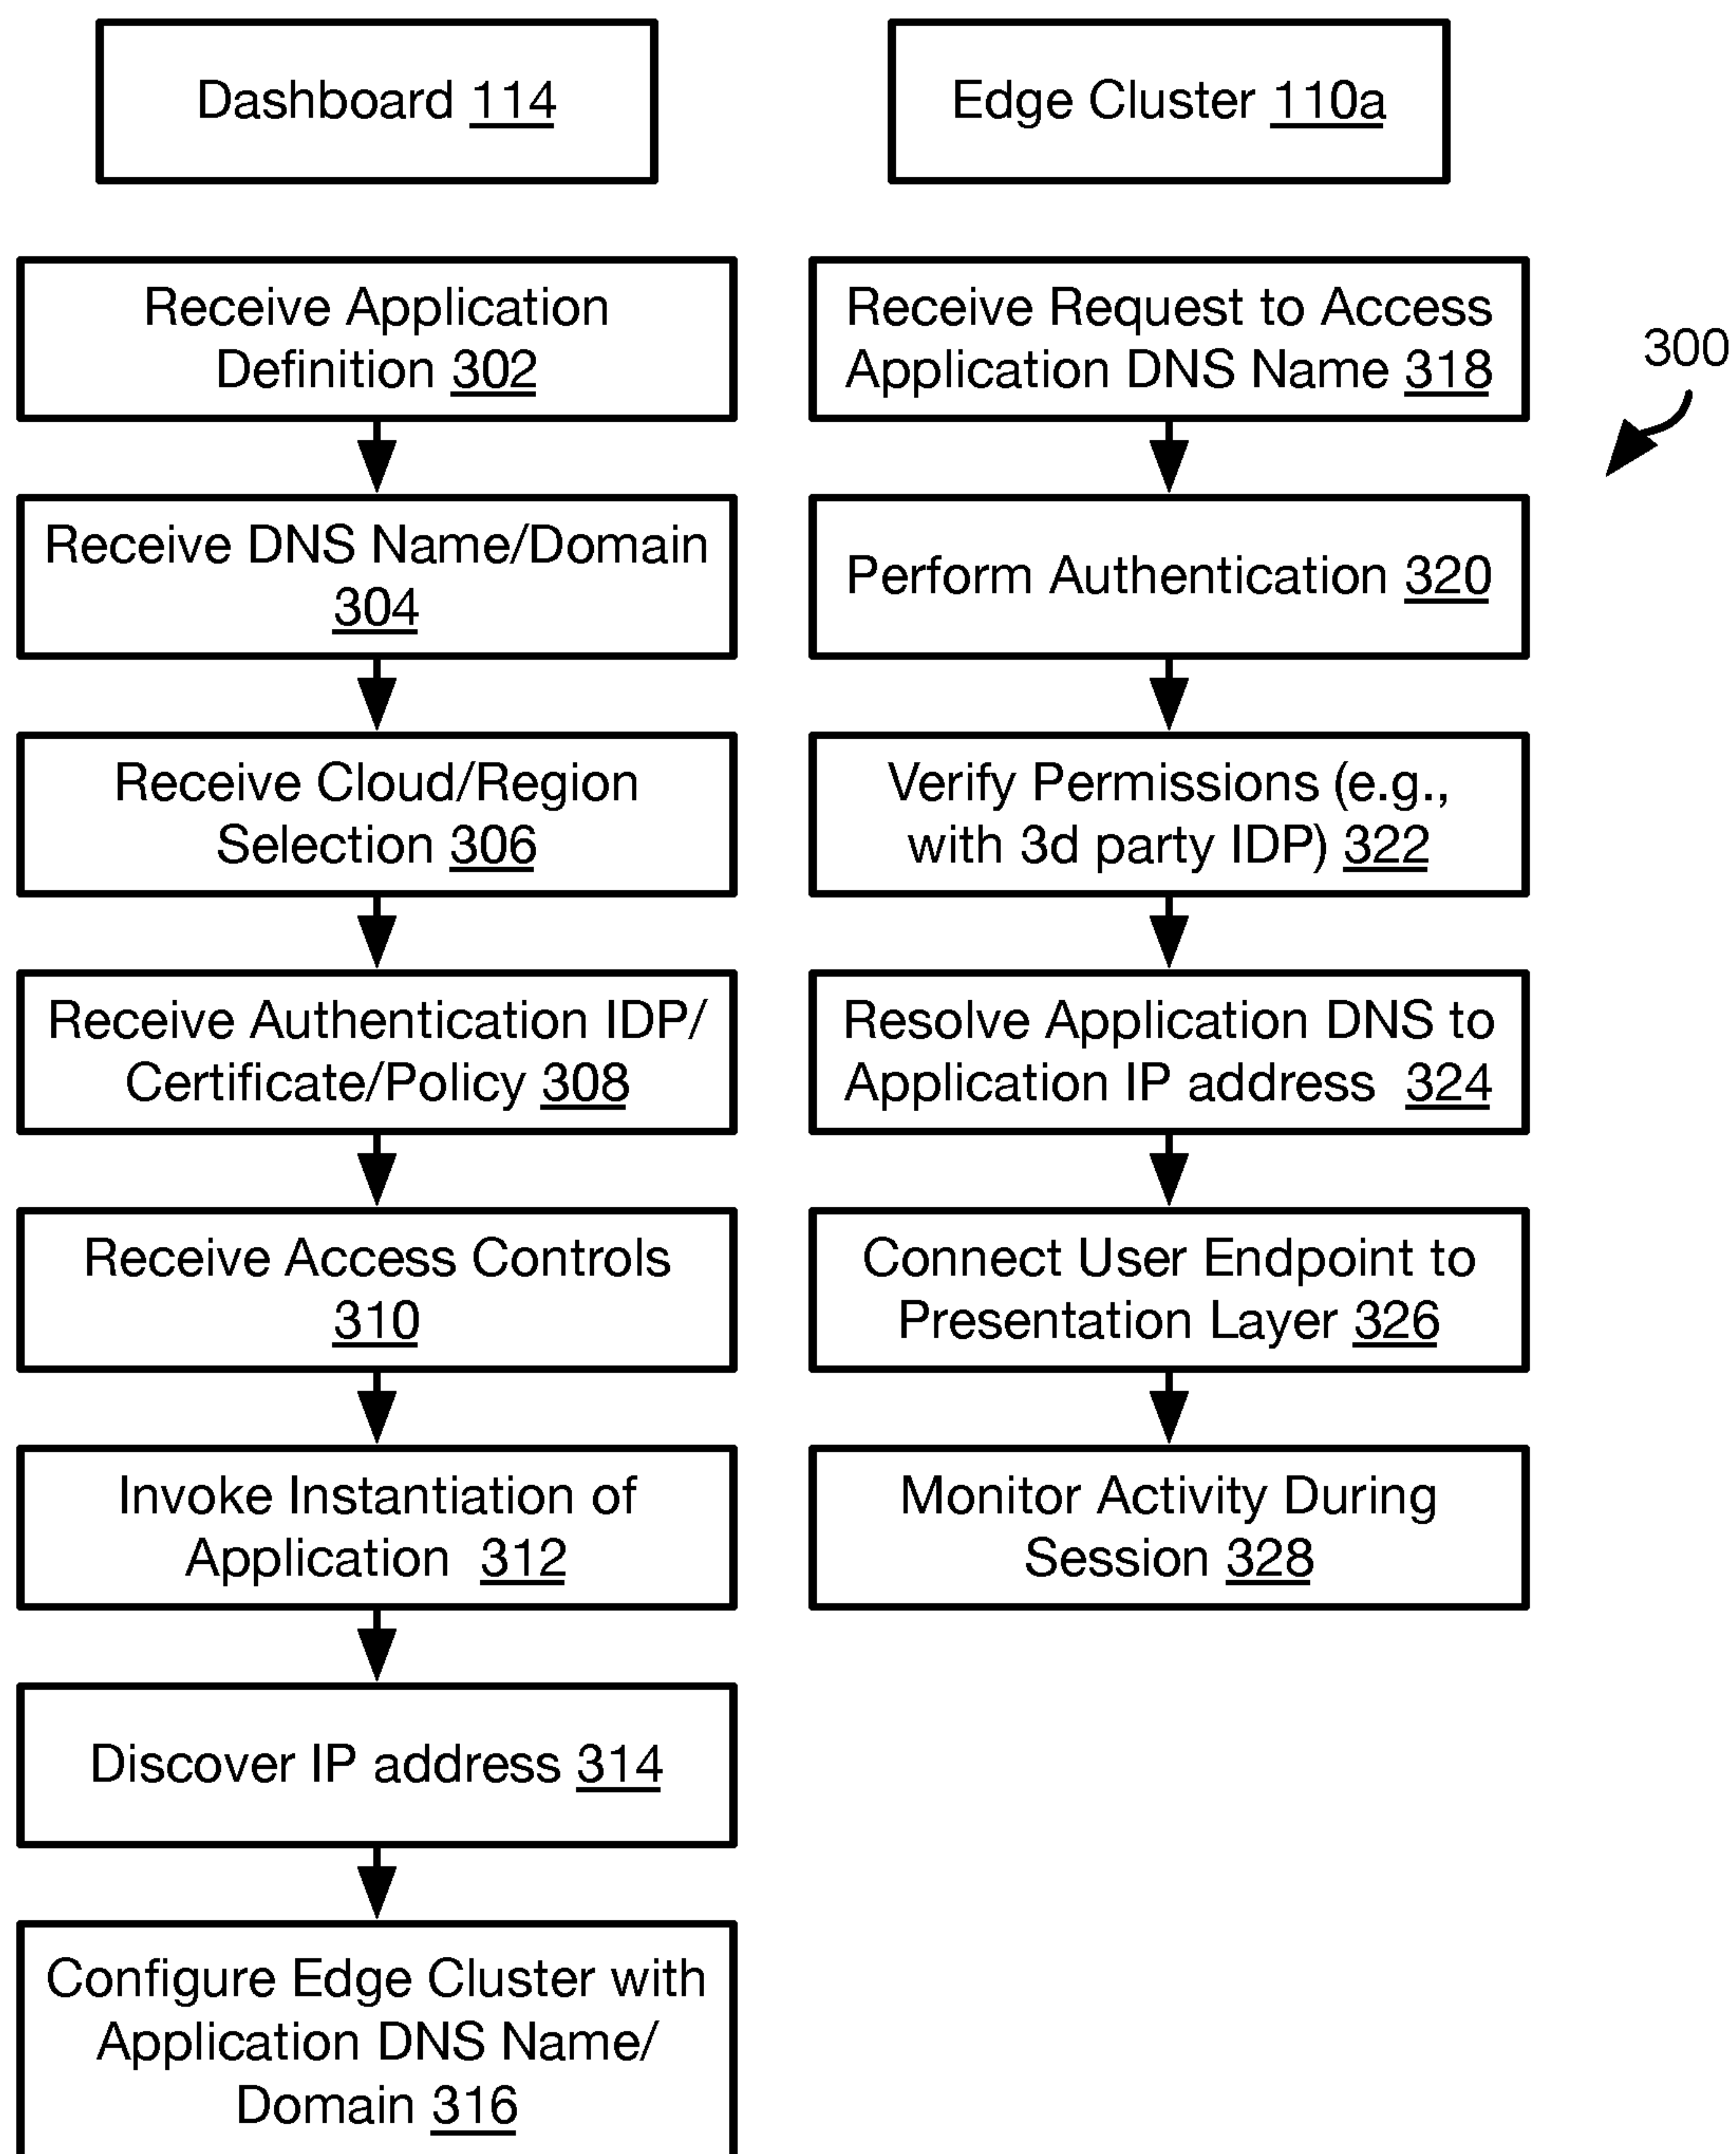 Dashboard 114
Edge Cluster 110a
Receive Application
Definition 302
Receive DNS Name/Domain
304
Receive Cloud/Region
Selection 306
Receive Authentication IDP/
Certificate/Policy 308
Receive Access Controls
310
Invoke Instantiation of
Application 312
Discover IP address 314
Configure Edge Cluster with
Application DNS Name/
Domain 316
Receive Request to Access
Application DNS Name 318
Perform Authentication 320
Verify Permissions (e.g.,
with 3d party IDP) 322
Resolve Application DNS to
Application IP address 324
Connect User Endpoint to
Presentation Layer 326
Monitor Activity During
Session 328
300